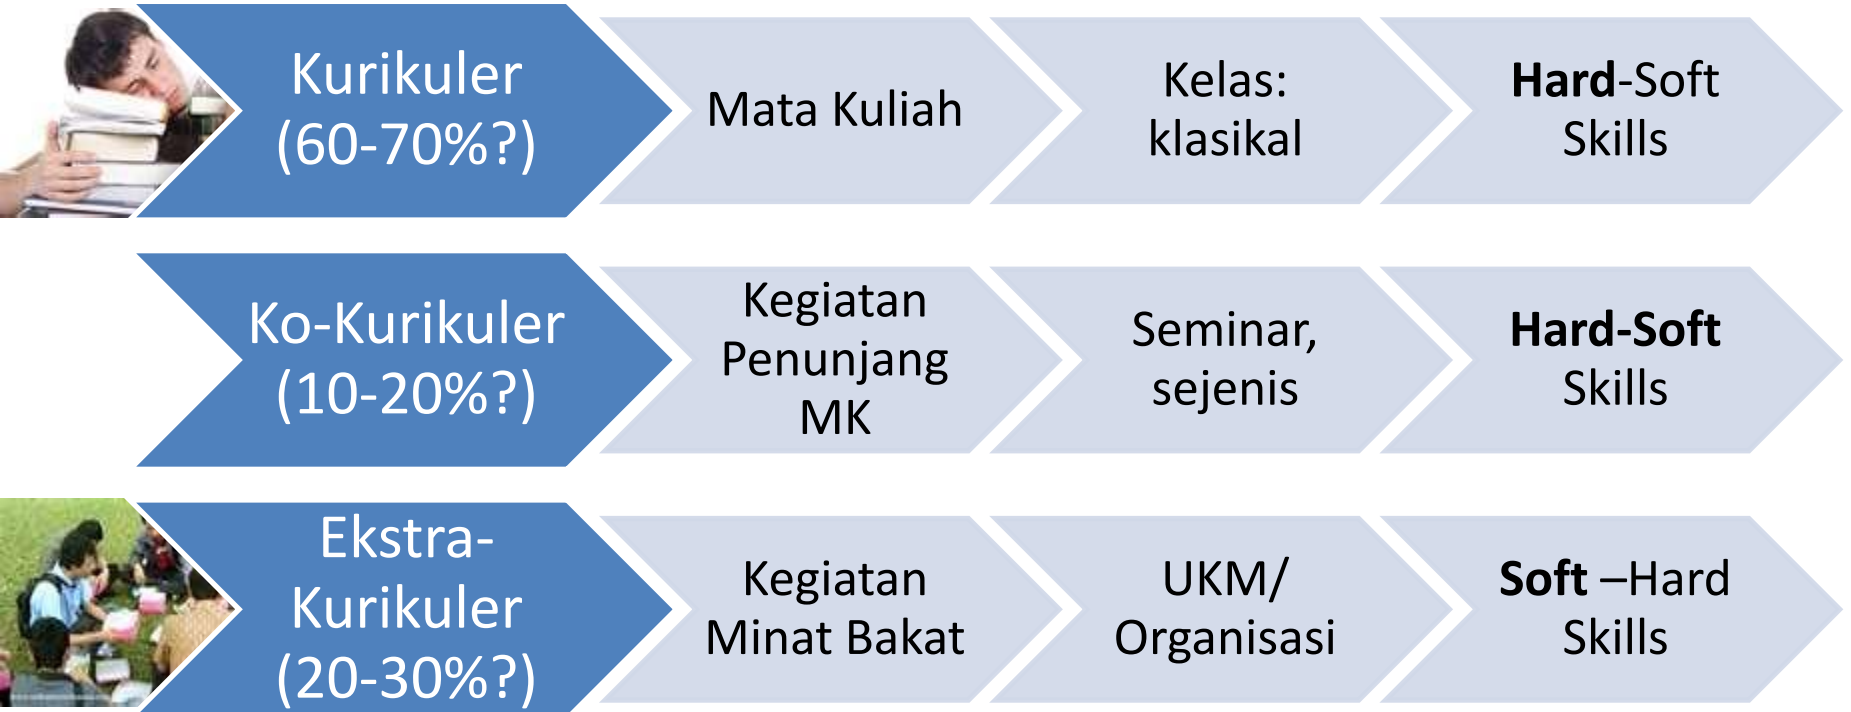 Kurikuler
(60-70%?)
Mata Kuliah
Kelas:
klasikal
Hard-Soft
Skills
Ko-Kurikuler
(10-20%?)
Kegiatan
Penunjang
MK
Seminar,
sejenis
Hard-Soft
Skills
Ekstra-
Kurikuler
(20-30%?)
Kegiatan
Minat Bakat
UKM/
Organisasi
Soft –Hard
Skills